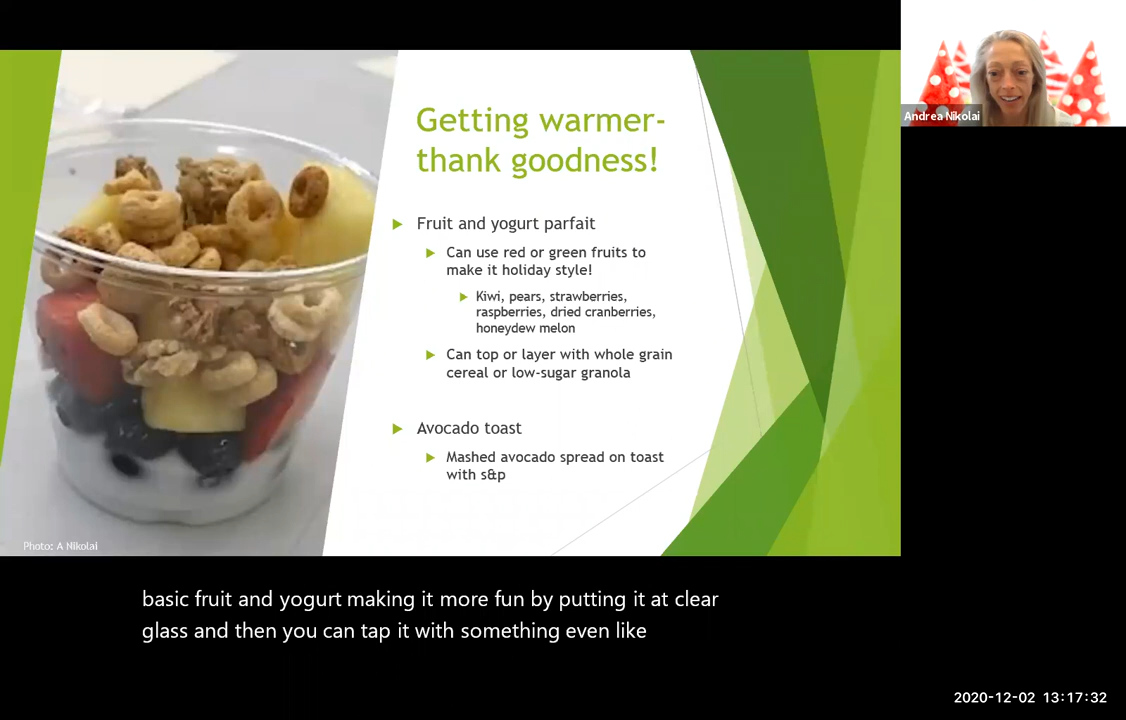 Getting warmer-
thank goodness!
Fruit and yogurt parfait
Can use red or green fruits to
make it holiday style!
Kiwi, pears, strawberries,
raspberries, dried cranberries,
honeydew melon
Can top or layer with whole grain
cereal or low-sugar granola
Avocado toast
Mashed avocado spread on toast
with s&p
Photo: A Nikolai
Andrea Nikolai
basic fruit and yogurt making it more fun by putting it at clear
glass and then you can tap it with something even like
2020-12-02 13:17:32